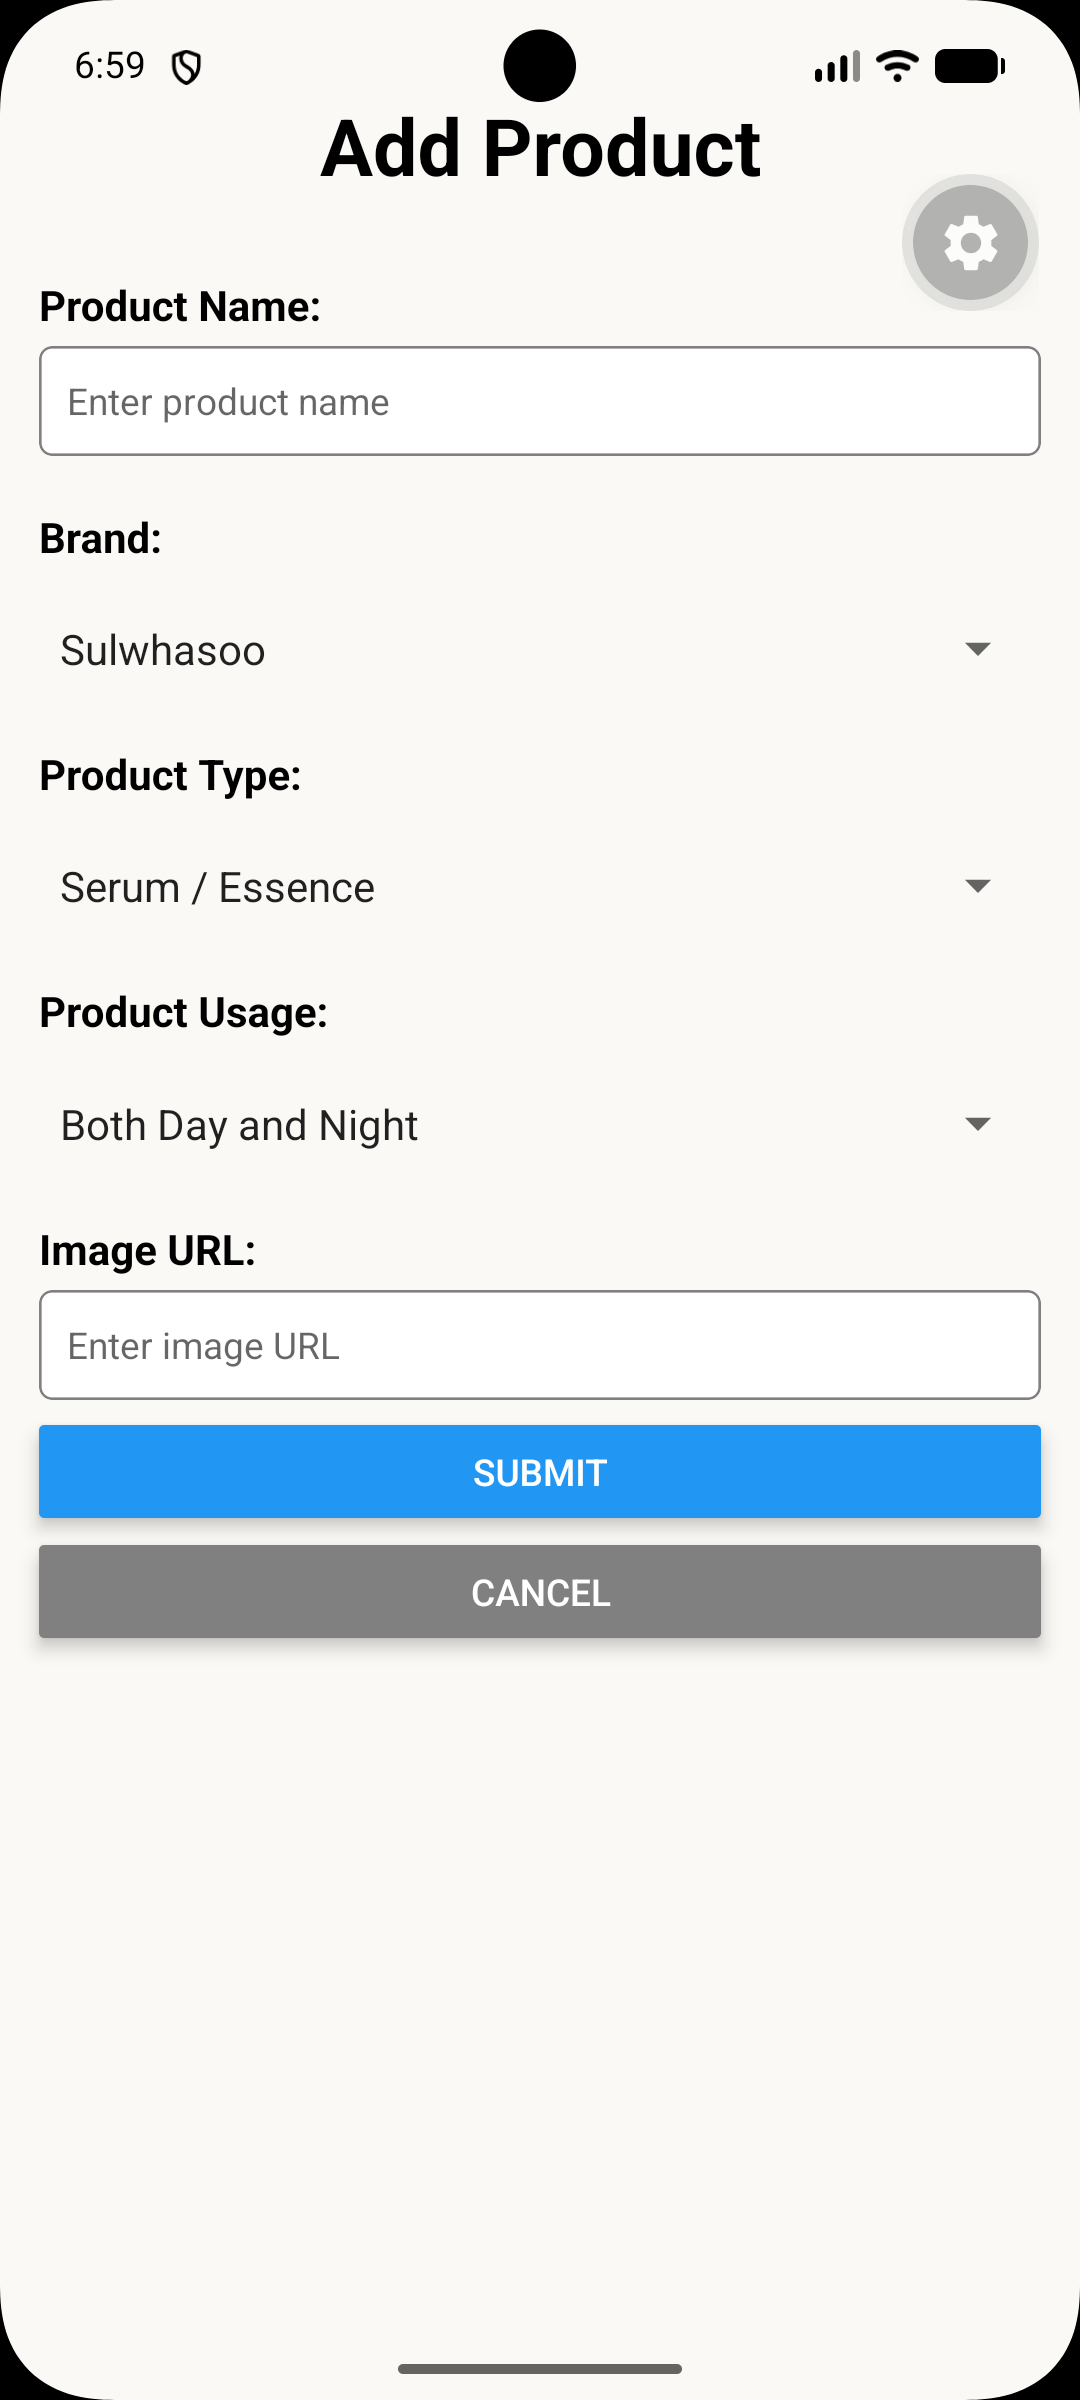 6:59
Add Product
Product Name:
Enter product name
Brand:
Sulwhasoo
Product Type:
Serum / Essence
Product Usage:
Both Day and Night
Image URL:
Enter image URL
SUBMIT
CANCEL